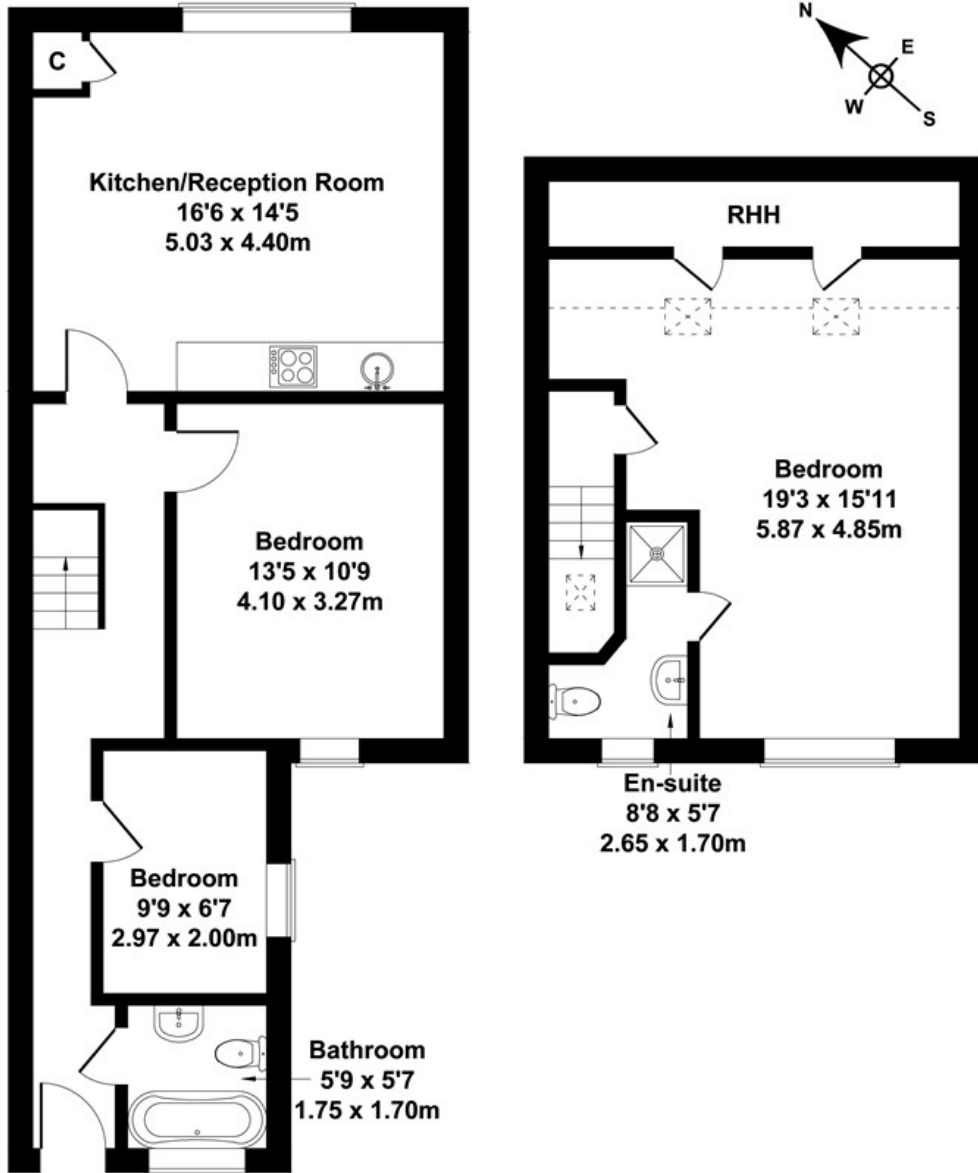 C
Kitchen/Reception Room
16'6 x 14'5
5.03 x 4.40m
Bedroom
13'5 x 10'9
4.10 x 3.27m
Bedroom
9'9 x 6'7
2.97 x 2.00m
Bathroom
5'9 x 5'7
1.75 x 1.70m
N
E
W
S
RHH
Bedroom
19'3 x 15'11
5.87 x 4.85m
En-suite
8'8 x 5'7
2.65 x 1.70m